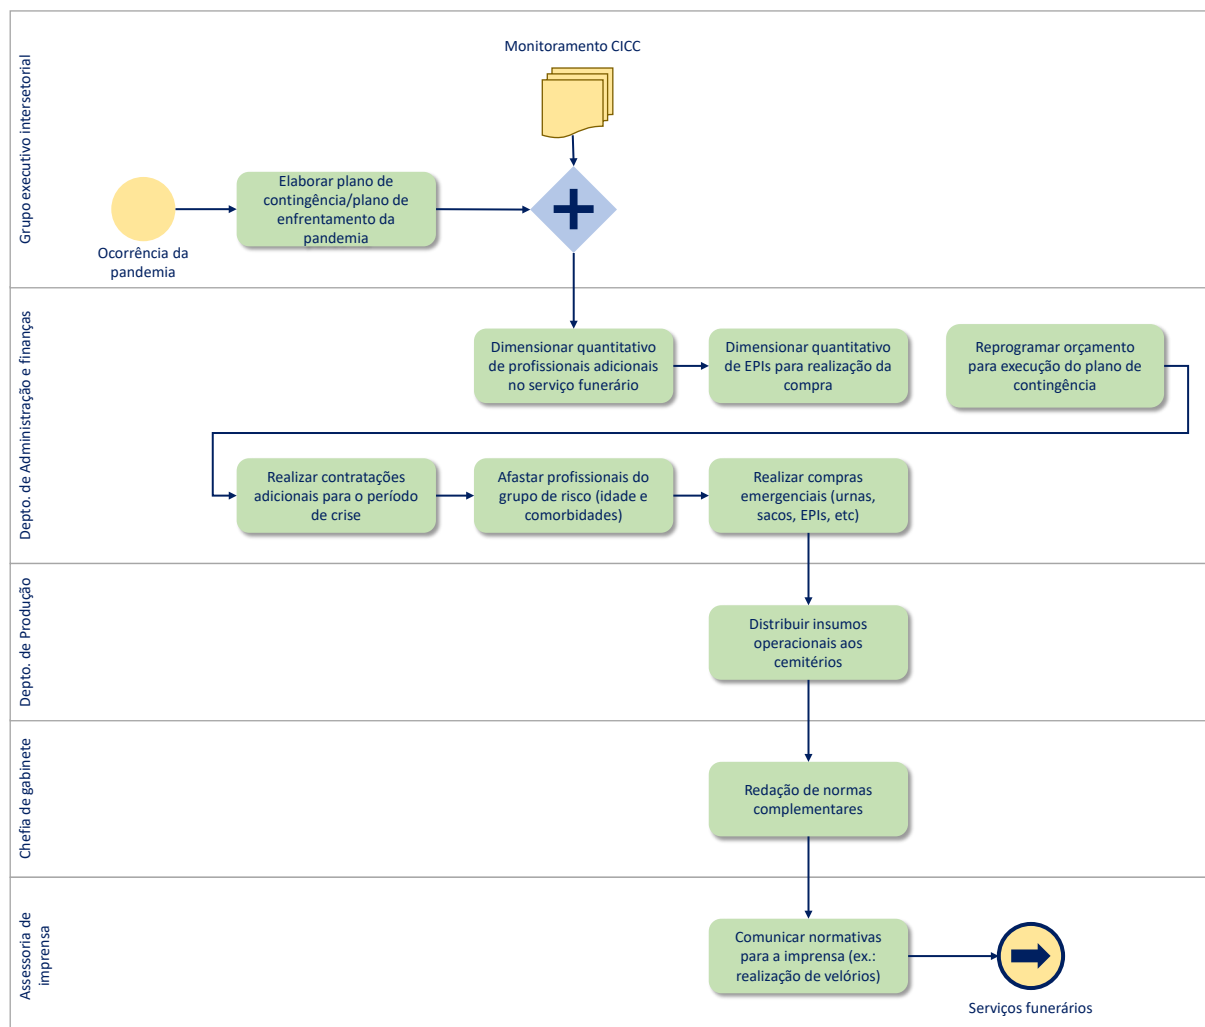 Grupo executivo intersetorial
Monitoramento CICC
Elaborar plano de
contingência/plano de
enfrentamento da
pandemia
Ocorrência da
pandemia
Depto. de Administração e finanças
Dimensionar quantitativo
de profissionais adicionais
no serviço funerário
Dimensionar quantitativo
de EPIs para realização da
compra
Reprogramar orçamento
para execução do plano de
contingência
Realizar contratações
adicionais para o período
de crise
Afastar profissionais do
grupo de risco (idade e
comorbidades)
Realizar compras
emergenciais (urnas,
sacos, EPIs, etc)
Depto. de Produção
Distribuir insumos
operacionais aos
cemitérios
Chefia de gabinete
Redação de normas
complementares
Assessoria de
imprensa
Comunicar normativas
para a imprensa (ex.:
realização de velórios)
Serviços funerários